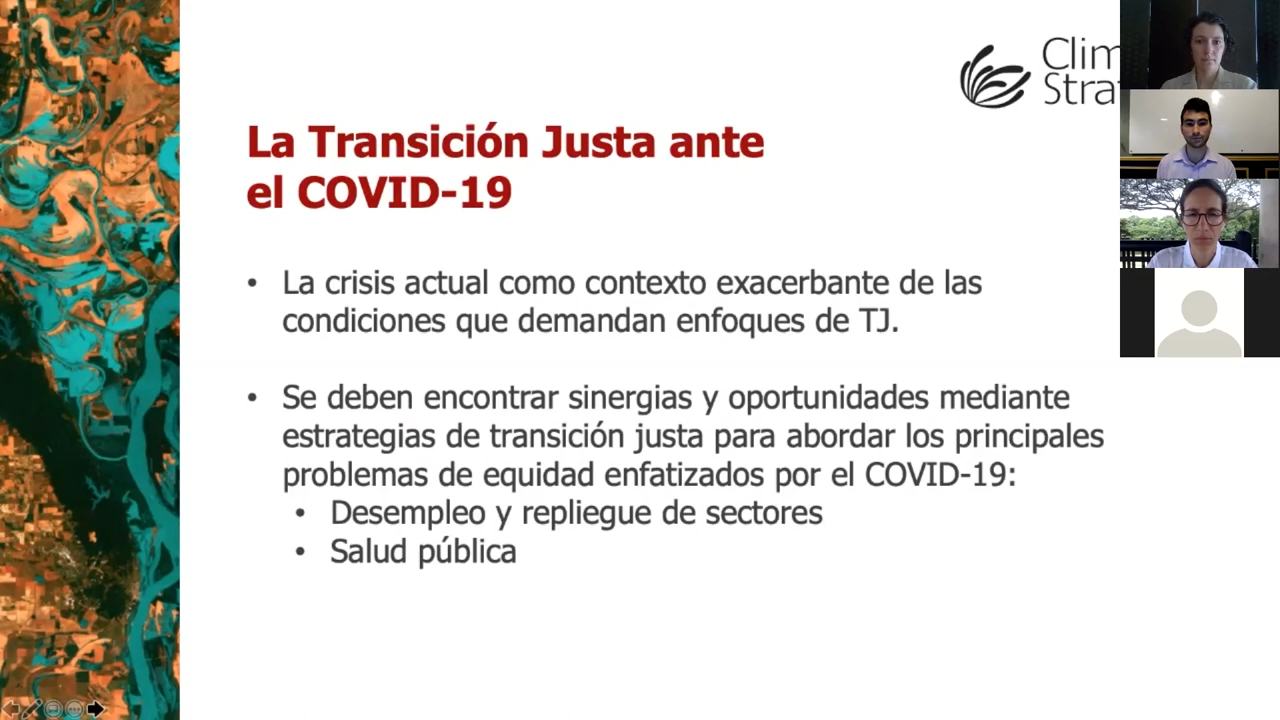 Clim
Stra
La Transición Justa ante
el COVID-19
• La crisis actual como contexto exacerbante de las
condiciones que demandan enfoques de TJ.
• Se deben encontrar sinergias y oportunidades mediante
estrategias de transición justa para abordar los principales
problemas de equidad enfatizados por el COVID-19:
• Desempleo y repliegue de sectores
• Salud pública